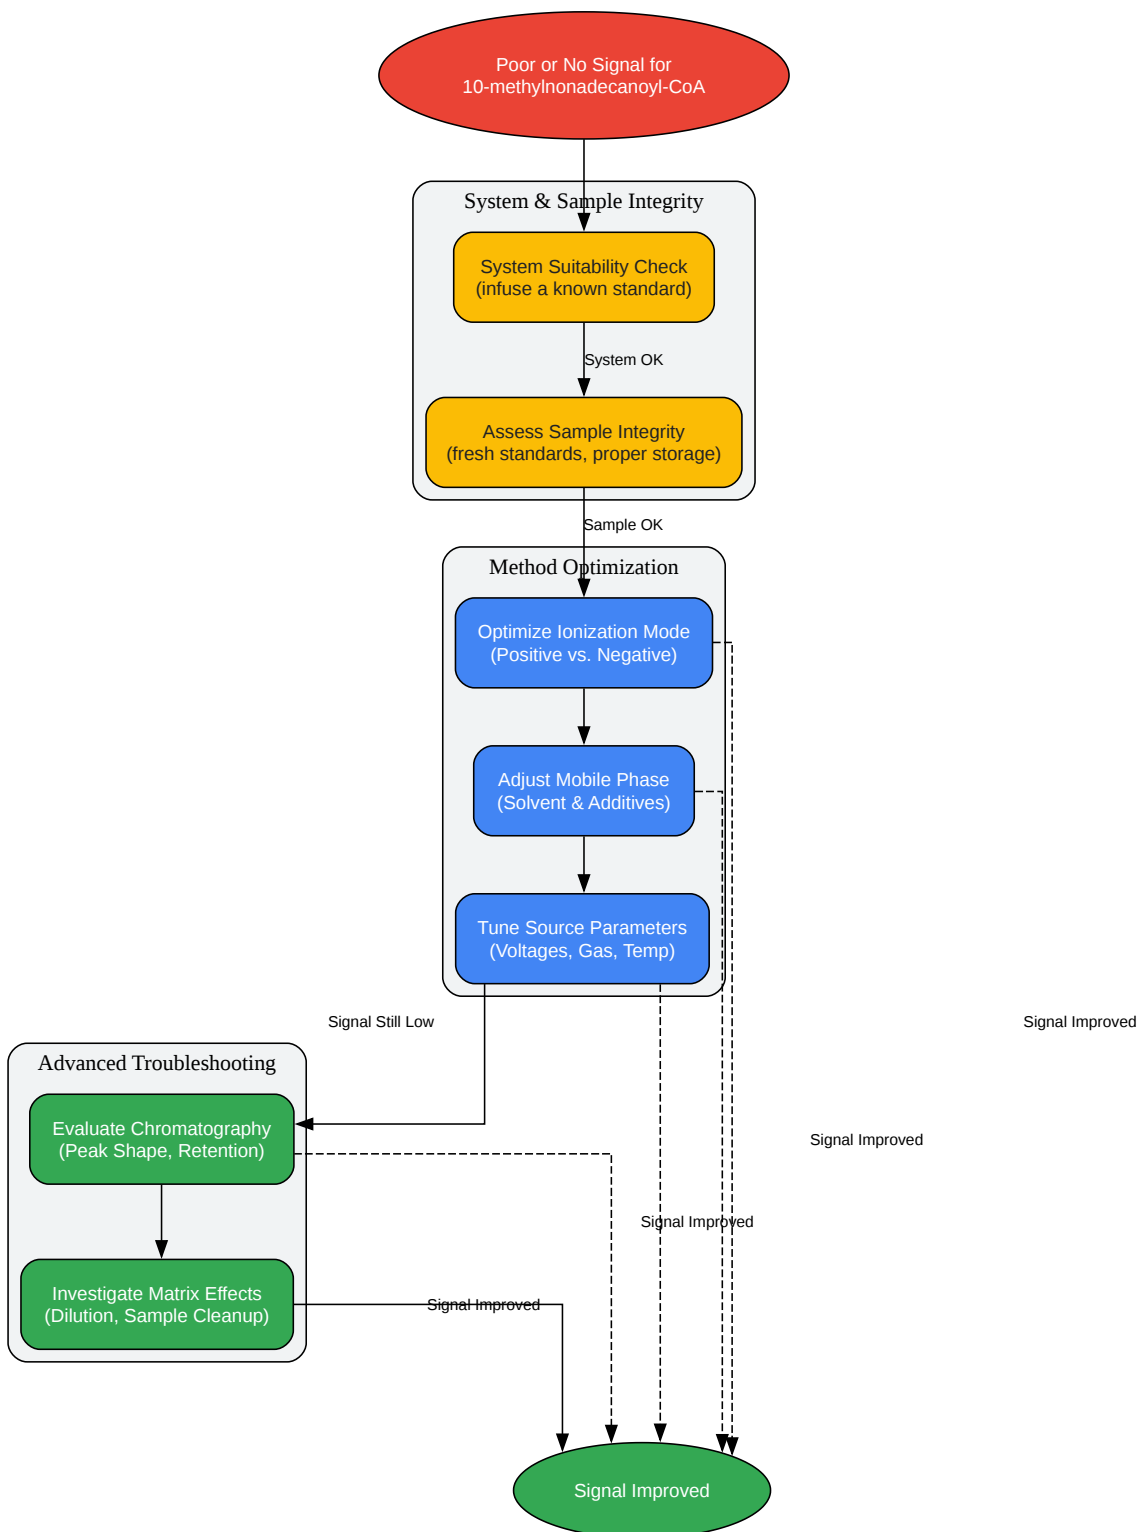 Poor or No Signal for
10-methylnonadecanoyl-CoA
System & Sample Integrity
System Suitability Check
(infuse a known standard)
System OK
Assess Sample Integrity
(fresh standards, proper storage)
Sample OK
Method Optimization
Optimize Ionization Mode
(Positive vs. Negative)
Adjust Mobile Phase
(Solvent & Additives)
Tune Source Parameters
(Voltages, Gas, Temp)
Signal Still Low
Signal Improved
Advanced Troubleshooting
Evaluate Chromatography
(Peak Shape, Retention)
Signal Improved
Signal Improved
Investigate Matrix Effects
(Dilution, Sample Cleanup)
Signal Improved
Signal Improved